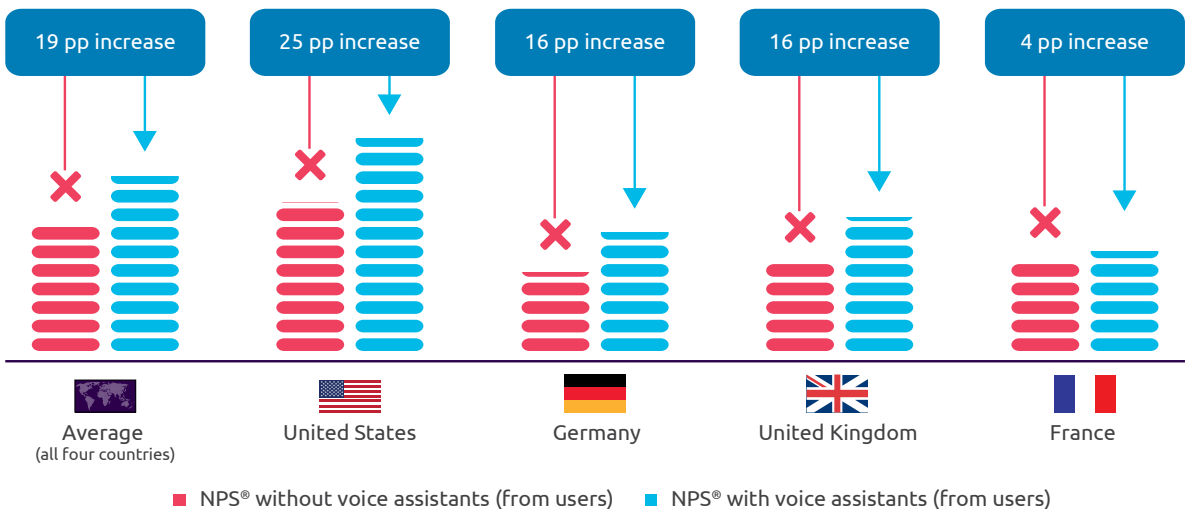 19 pp increase
25 pp increase
16 pp increase
16 pp increase
4 pp increase
Average
(all four countries)
United States
Germany
United Kingdom
France
NPS® without voice assistants (from users)
NPS® with voice assistants (from users)